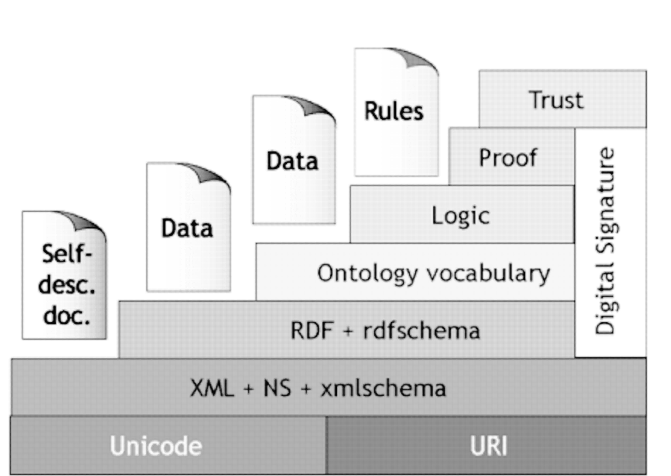 Trust
Rules
Proof
Data
Logic
Digital Signature
Data
Ontology vocabulary
Self-
desc.
doc.
RDF + rdfschema
XML + NS + xmlschema
Unicode
URI